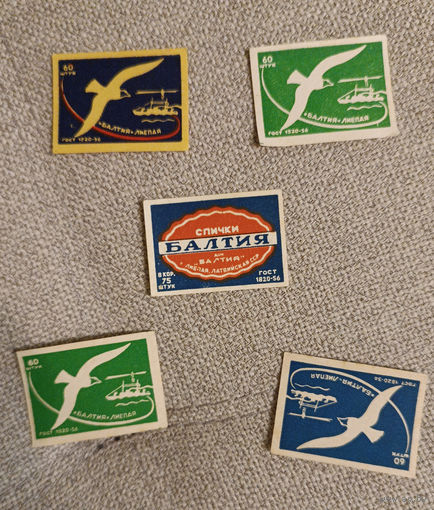 60
ШТУК
"БАЛТИЯ" ЛИЕПАЯ
ГОСТ 1820-56
60
ШТУК
"БАЛТИЯ" ЛИЕПАЯ
ГОСТ 1820-56
СПИЧКИ
БАЛТИЯ
"БАЛТИЯ"
ЛИЕПАЯ, ЛАТВИЙСКАЯ ССР
В КОР.
75
ШТУК
ГОСТ
1820-56
60
ШТУК
"БАЛТИЯ" ЛИЕПАЯ
ГОСТ 1820-56
60
ШТУК
"БАЛТИЯ" ЛИЕПАЯ
ГОСТ 1820-56